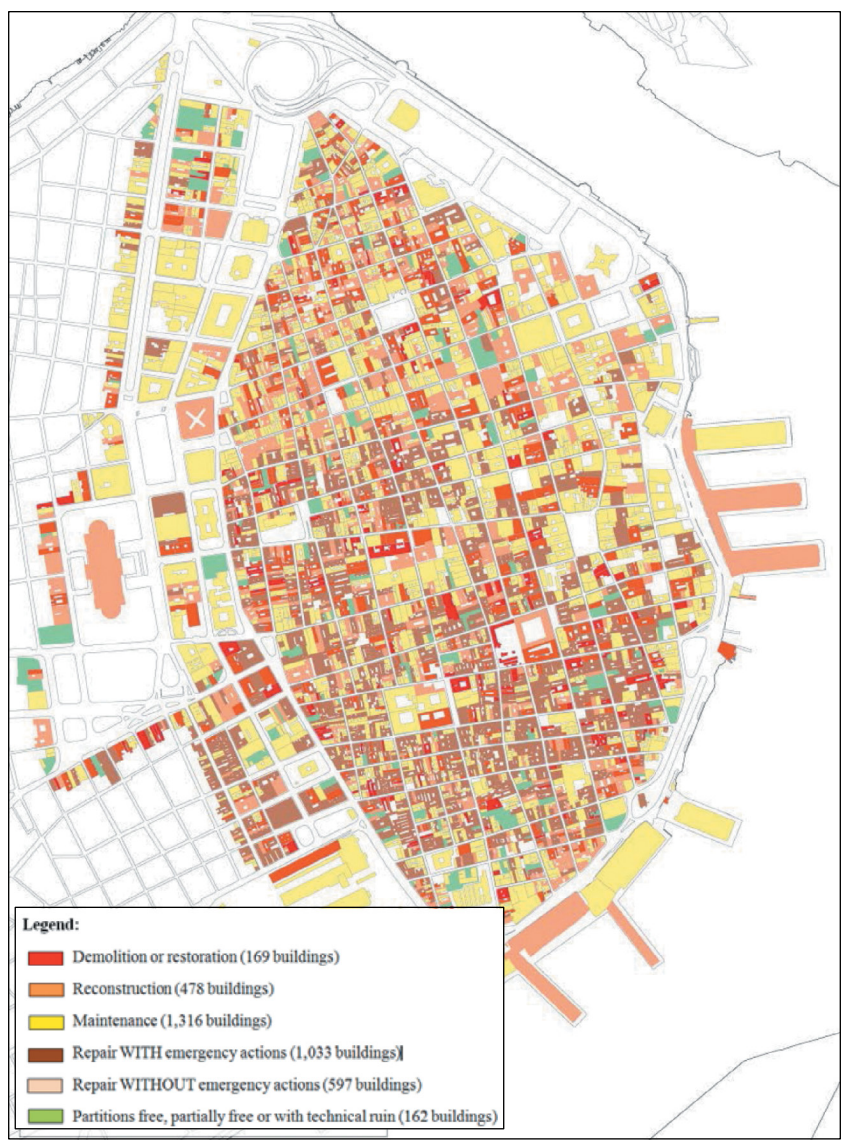 Legend:
Demolition or restoration (169 buildings)
Reconstruction (478 buildings)
Maintenance (1,316 buildings)
Repair WITH emergency actions (1,033 buildings)
Repair WITHOUT emergency actions (597 buildings)
Partitions free, partially free or with technical ruin (162 buildings)